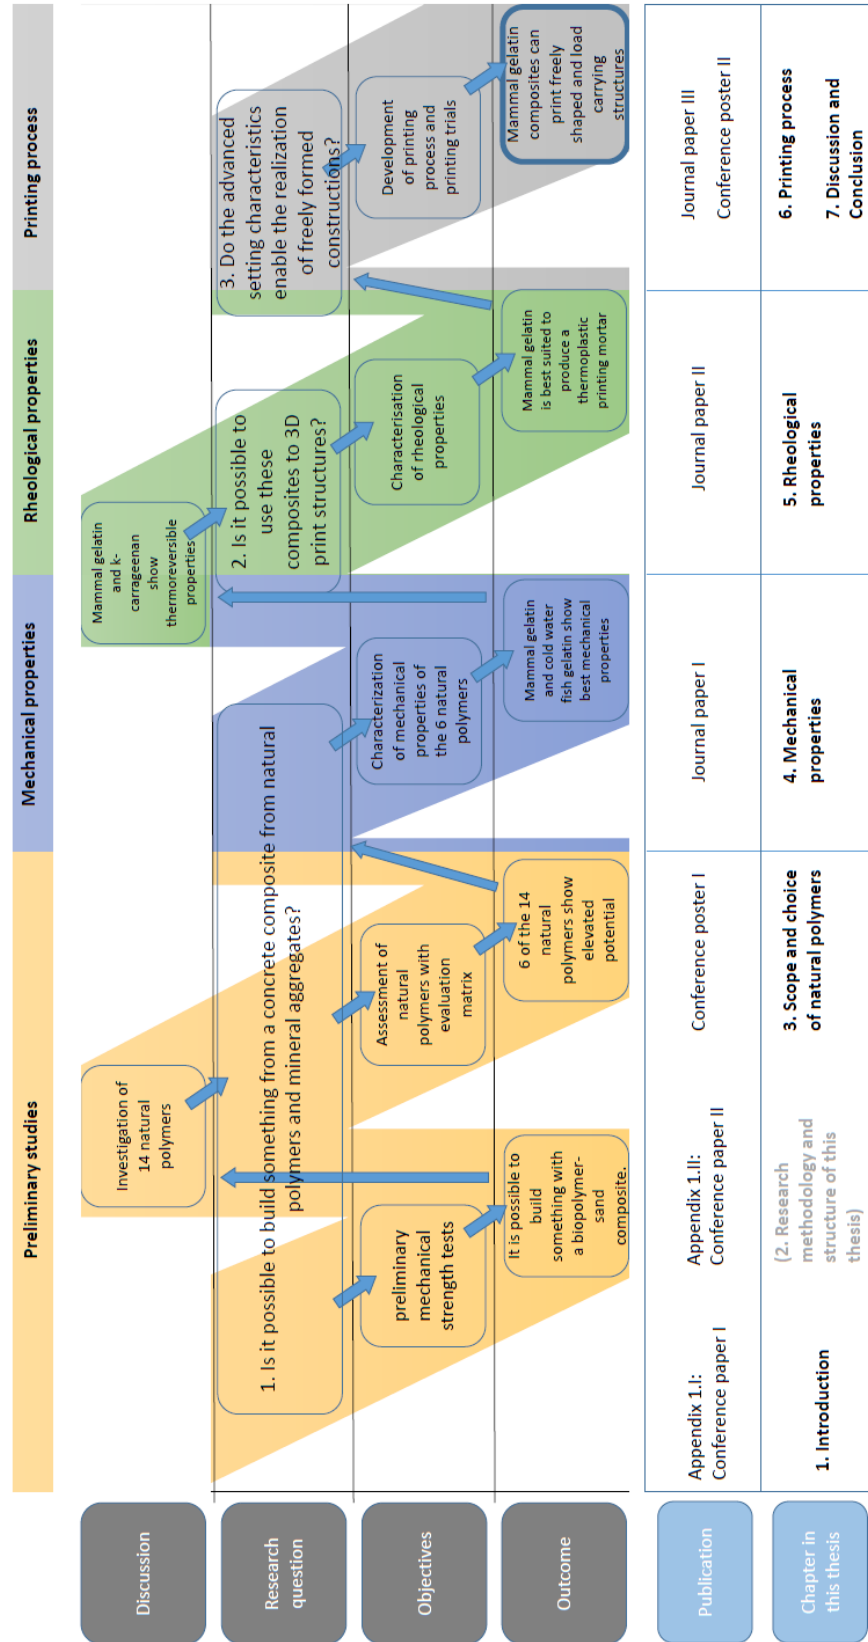 Preliminary studies
Mechanical properties
Rheological properties
Printing process
Discussion
Investigation of
14 natural
polymers
Mammal gelatin
and k-
carrageenan
show
thermoreversible
properties
Research
question
1. Is it possible to build something from a concrete composite from natural
polymers and mineral aggregates?
2. Is it possible to
use these
composites to 3D
print structures?
3. Do the advanced
setting characteristics
enable the realization
of freely formed
constructions?
Objectives
preliminary
mechanical
strength tests
Assessment of
natural
polymers with
evaluation
matrix
Characterization
of mechanical
properties of
the 6 natural
polymers
Characterisation
of rheological
properties
Development
of printing
process and
printing trials
Outcome
It is possible to
build
something with
a biopolymer-
sand
composite.
6 of the 14
natural
polymers show
elevated
potential
Mammal gelatin
and cold water
fish gelatin show
best mechanical
properties
Mammal gelatin
is best suited to
produce a
thermoplastic
printing mortar
Mammal gelatin
composites can
print freely
shaped and load
carrying
structures
Publication
Appendix 1.I:
Conference paper I
Appendix 1.II:
Conference paper II
Conference poster I
Journal paper I
Journal paper II
Journal paper III
Conference poster II
Chapter in
this thesis
1. Introduction
(2. Research
methodology and
structure of this
thesis)
3. Scope and choice
of natural polymers
4. Mechanical
properties
5. Rheological
properties
6. Printing process
7. Discussion and
Conclusion